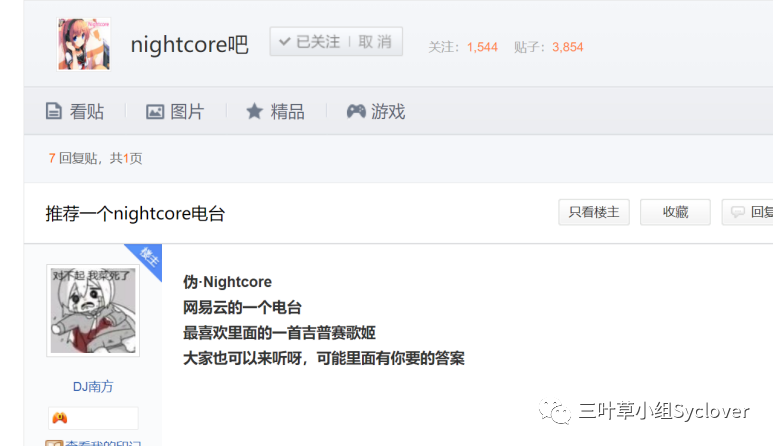 nightcore吧
已关注 | 取消
关注：1,544 贴子：3,854
看贴 图片 精品 游戏
7 回复贴，共1页
推荐一个nightcore电台
只看楼主 收藏 回复
楼主
对不起 我菜死了
伪·Nightcore
网易云的一个电台
最喜欢里面的一首吉普赛歌姬
大家也可以来听呀，可能里面有你要的答案
DJ南方
查看我的印记
三叶草小组Syclover